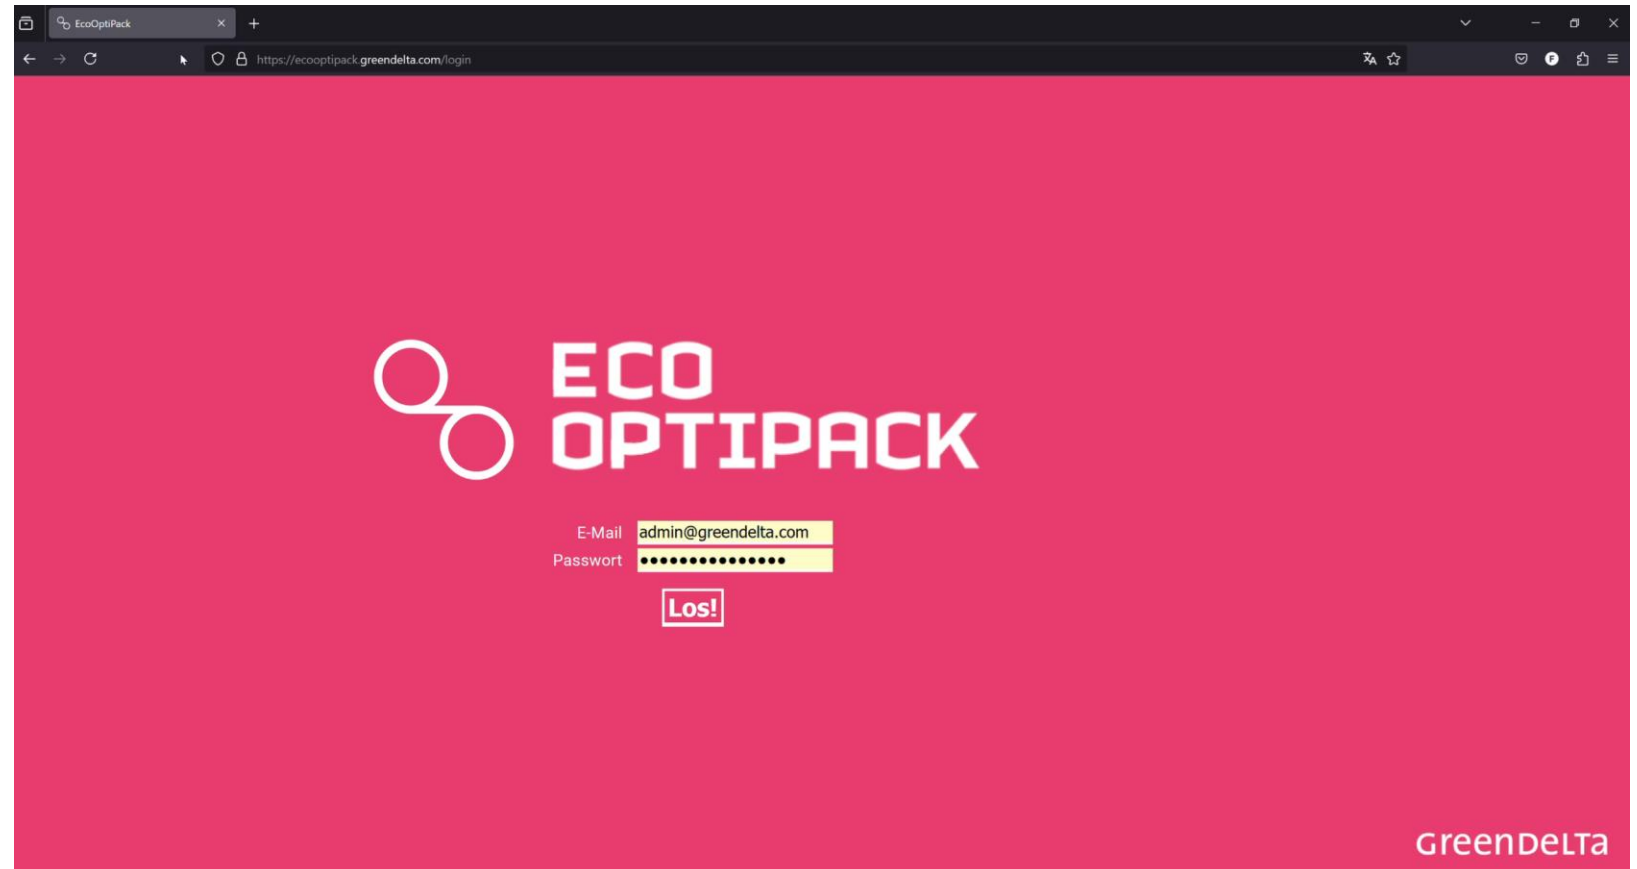 EcoOptiPack
https://ecooptipack.greendelta.com/login
F
ECO
OPTIPACK
E-Mail admin@greendelta.com
Passwort ●●●●●●●●●●●●●●●
Los!
GreenDelta